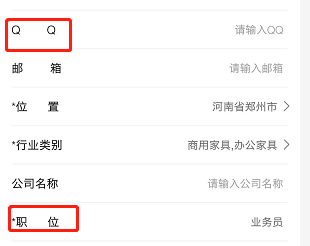 Q Q 请输入QQ
邮 箱 请输入邮箱
*位 置 河南省郑州市
*行业类别 商用家具,办公家具
公司名称 请输入公司名称
*职 位 业务员